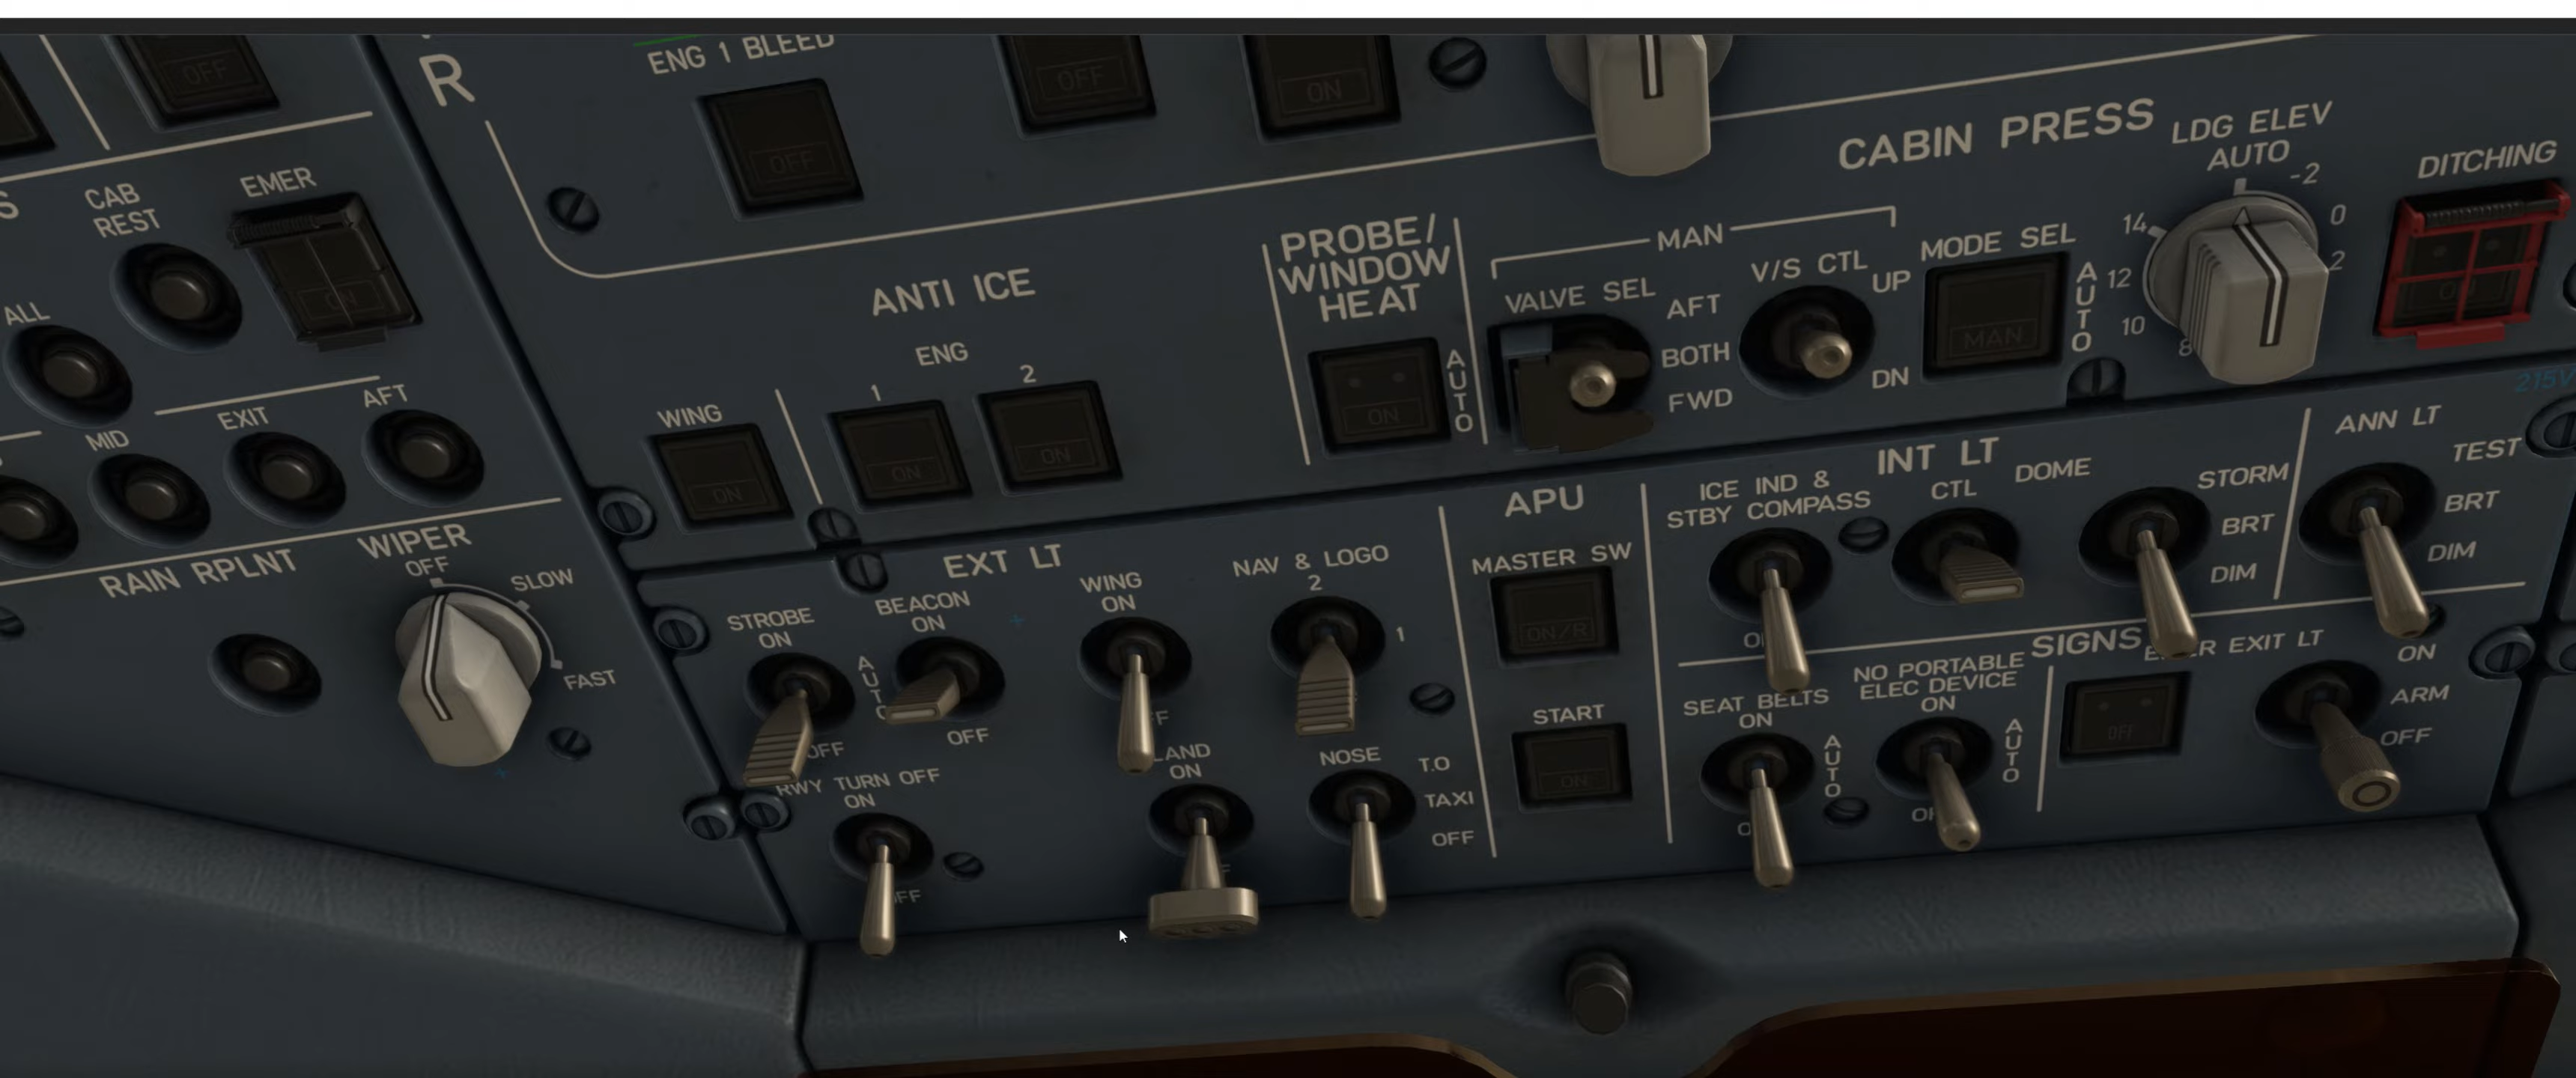 OFF
R
ENG 1 BLEED
OFF
OFF
ON
CAB
REST
EMER
ON
ALL
MID
EXIT
AFT
RAIN RPLNT
WIPER
OFF
SLOW
FAST
ANTI ICE
WING
ON
ENG
1
ON
2
ON
PROBE/
WINDOW
HEAT
ON
AUTO
CABIN PRESS
MAN
VALVE SEL
AFT
BOTH
FWD
V/S CTL
UP
DN
MODE SEL
MAN
AUTO
LDG ELEV
AUTO
-2
0
2
14
12
10
8
DITCHING
EXT LT
STROBE
ON
AUTO
OFF
BEACON
ON
OFF
WING
ON
NAV & LOGO
2
1
RWY TURN OFF
ON
LAND
ON
NOSE
T.O
TAXI
OFF
APU
MASTER SW
ON/R
START
ON
INT LT
ICE IND &
STBY COMPASS
CTL
DOME
STORM
BRT
DIM
ANN LT
TEST
BRT
DIM
215V
SIGNS
SEAT BELTS
ON
AUTO
NO PORTABLE
ELEC DEVICE
ON
AUTO
EXIT LT
OFF
ON
ARM
OFF